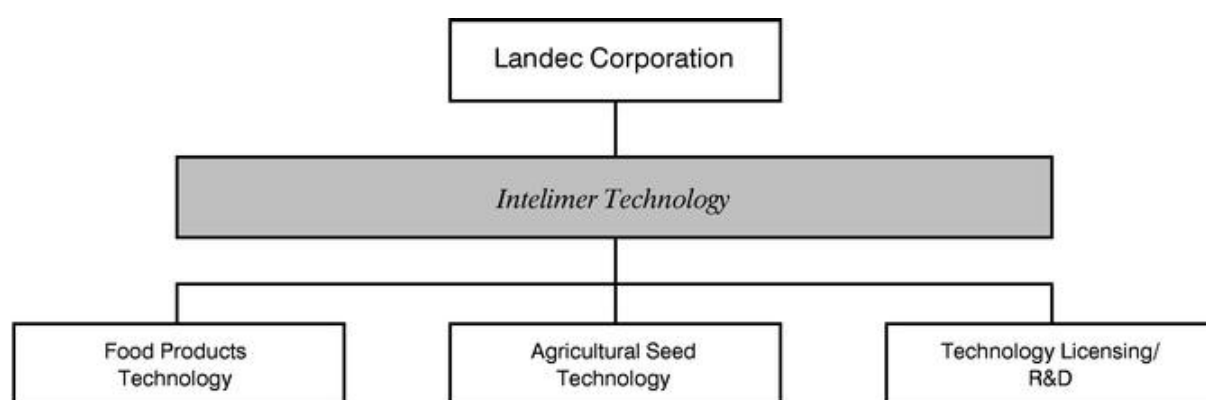 Landec Corporation
Intelimer Technology
Food Products
Technology
Agricultural Seed
Technology
Technology Licensing/
R&D